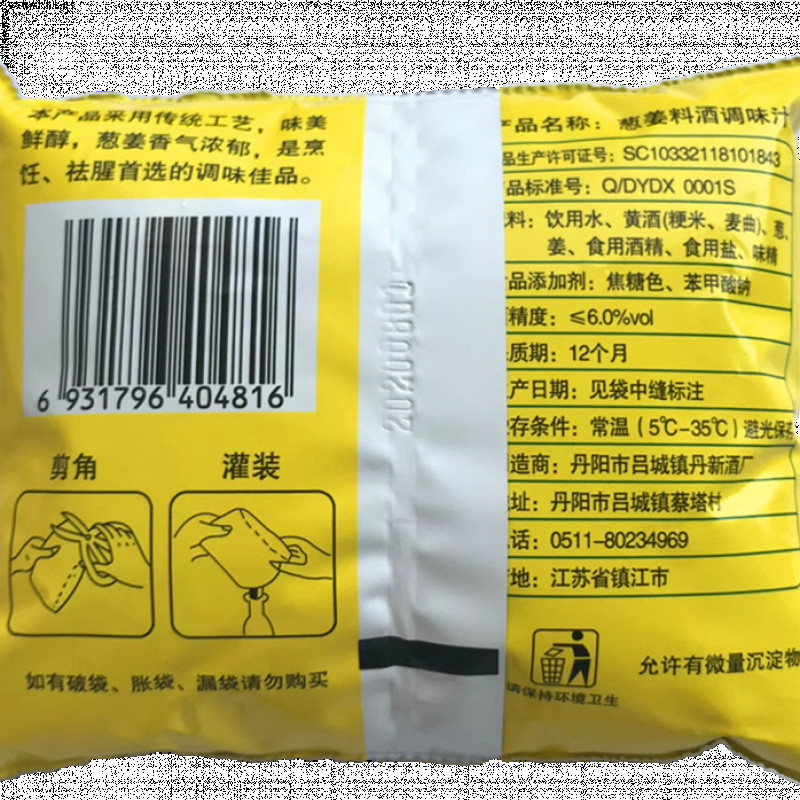 本产品采用传统工艺，味美
鲜醇，葱姜香气浓郁，是烹
饪、祛腥首选的调味佳品。
6 931796 404816
剪角
灌装
如有破袋、胀袋、漏袋请勿购买
产品名称：葱姜料酒调味汁
品生产许可证号：SC10332118101843
品标准号：Q/DYDX 0001S
料：饮用水、黄酒(粳米、麦曲)、葱、
姜、食用酒精、食用盐、味精
品添加剂：焦糖色、苯甲酸钠
精度：≤6.0%vol
质期：12个月
产日期：见袋中缝标注
存条件：常温（5℃-35℃）避光保存
造商：丹阳市吕城镇丹新酒厂
址：丹阳市吕城镇蔡塔村
话：0511-80234969
地：江苏省镇江市
请保持环境卫生
允许有微量沉淀物